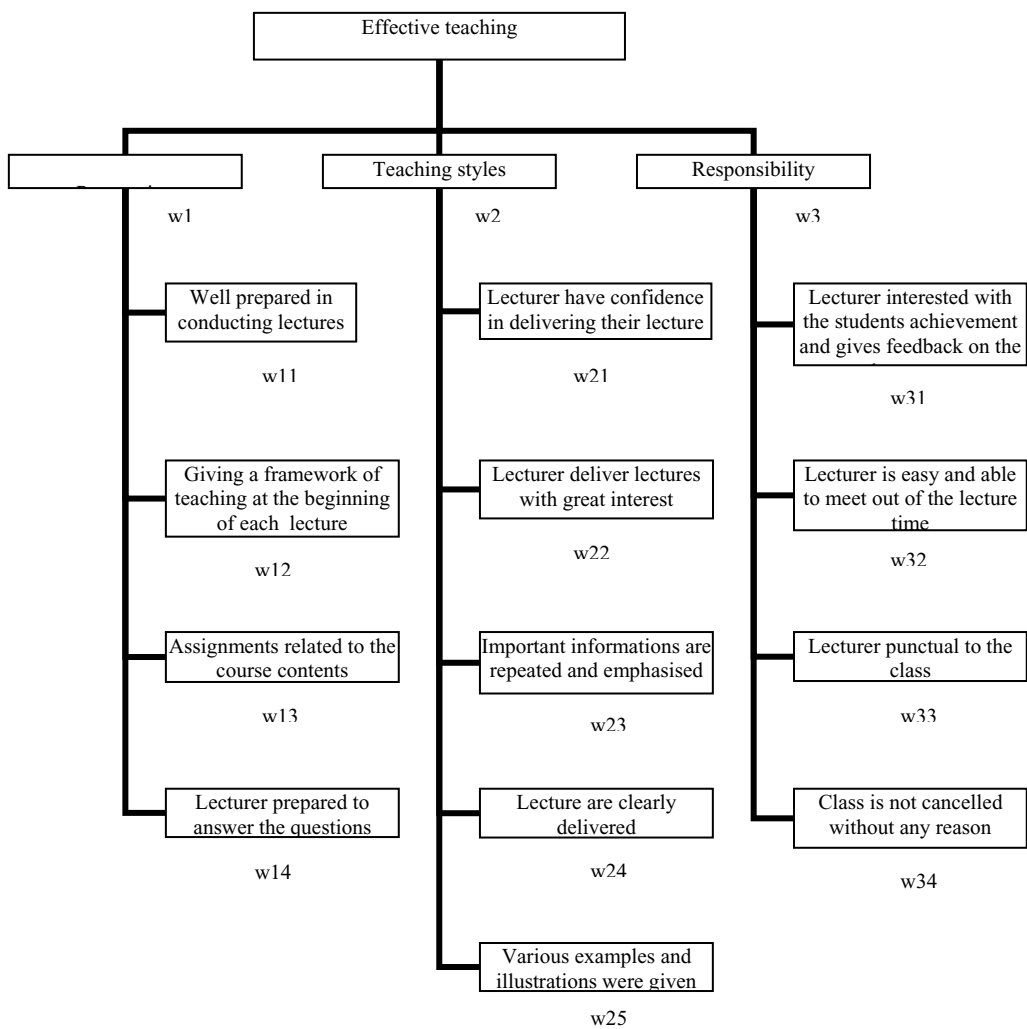 Effective teaching
Teaching styles
Responsibility
w1
w2
w3
Well prepared in
conducting lectures
w11
Giving a framework of
teaching at the beginning
of each lecture
w12
Assignments related to the
course contents
w13
Lecturer prepared to
answer the questions
w14
Lecturer have confidence
in delivering their lecture
w21
Lecturer deliver lectures
with great interest
w22
Important informations are
repeated and emphasised
w23
Lecture are clearly
delivered
w24
Various examples and
illustrations were given
w25
Lecturer interested with
the students achievement
and gives feedback on the
w31
Lecturer is easy and able
to meet out of the lecture
time
w32
Lecturer punctual to the
class
w33
Class is not cancelled
without any reason
w34